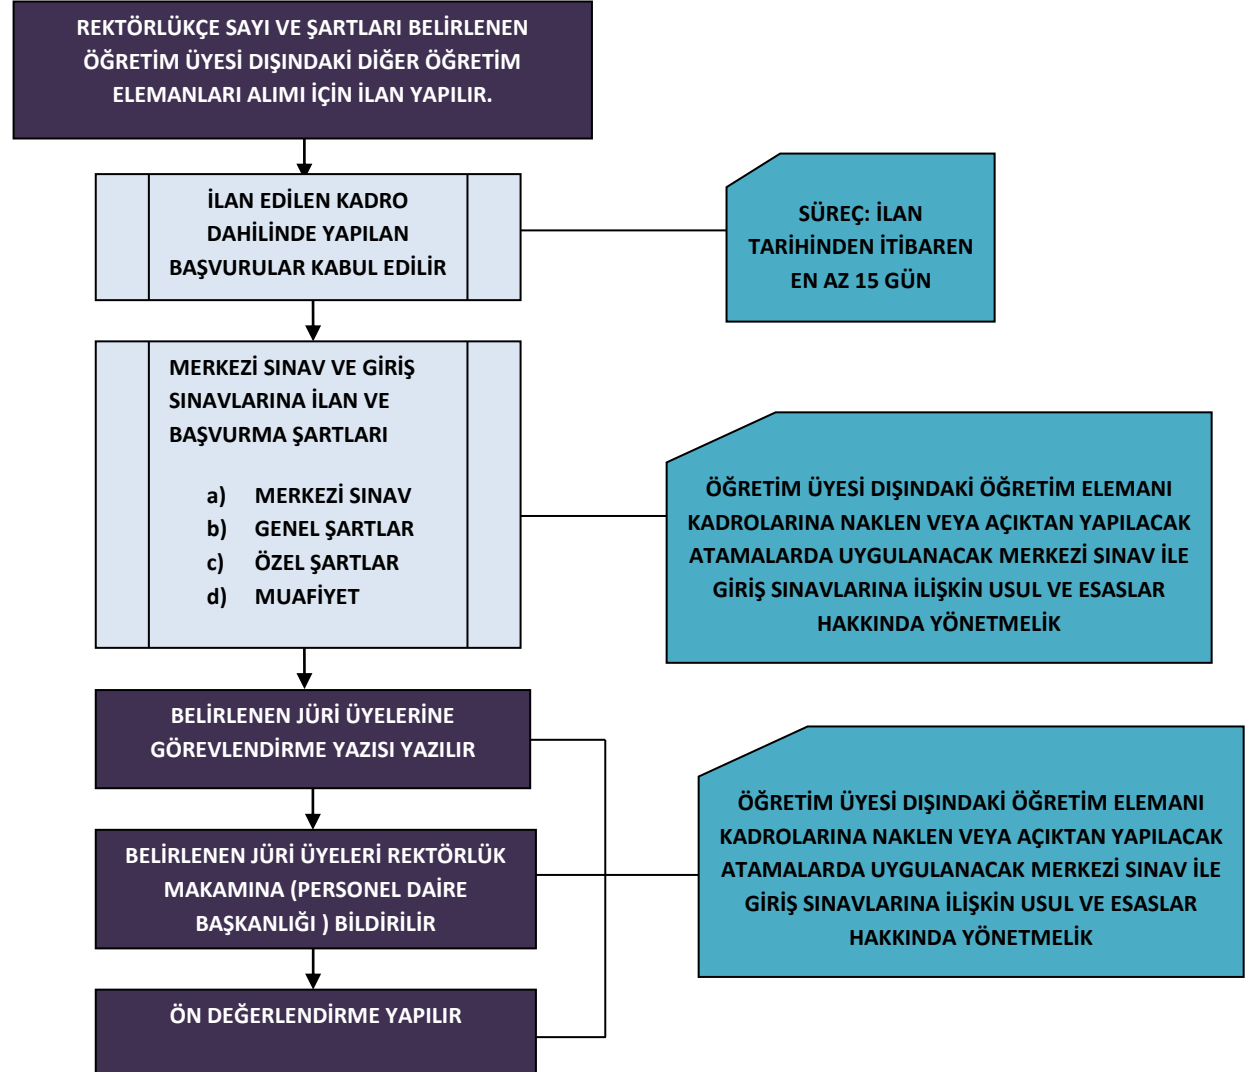 REKTÖRLÜKÇE SAYI VE ŞARTLARI BELİRLENEN
ÖĞRETİM ÜYESİ DIŞINDAKİ DİĞER ÖĞRETİM
ELEMANLARI ALIMI İÇİN İLAN YAPILIR.
İLAN EDİLEN KADRO
DAHİLİNDE YAPILAN
BAŞVURULAR KABUL EDİLİR
SÜREÇ: İLAN
TARİHİNDEN İTİBAREN
EN AZ 15 GÜN
MERKEZİ SINAV VE GİRİŞ
SINAVLARINA İLAN VE
BAŞVURMA ŞARTLARI
a) MERKEZİ SINAV
b) GENEL ŞARTLAR
c) ÖZEL ŞARTLAR
d) MUAFİYET
ÖĞRETİM ÜYESİ DIŞINDAKİ ÖĞRETİM ELEMANI
KADROLARINA NAKLEN VEYA AÇIKTAN YAPILACAK
ATAMALARDA UYGULANACAK MERKEZİ SINAV İLE
GİRİŞ SINAVLARINA İLİŞKİN USUL VE ESASLAR
HAKKINDA YÖNETMELİK
BELİRLENEN JÜRİ ÜYELERİNE
GÖREVLENDİRME YAZISI YAZILIR
BELİRLENEN JÜRİ ÜYELERİ REKTÖRLÜK
MAKAMINA (PERSONEL DAİRE
BAŞKANLIĞI ) BİLDİRİLİR
ÖN DEĞERLENDİRME YAPILIR
ÖĞRETİM ÜYESİ DIŞINDAKİ ÖĞRETİM ELEMANI
KADROLARINA NAKLEN VEYA AÇIKTAN YAPILACAK
ATAMALARDA UYGULANACAK MERKEZİ SINAV İLE
GİRİŞ SINAVLARINA İLİŞKİN USUL VE ESASLAR
HAKKINDA YÖNETMELİK